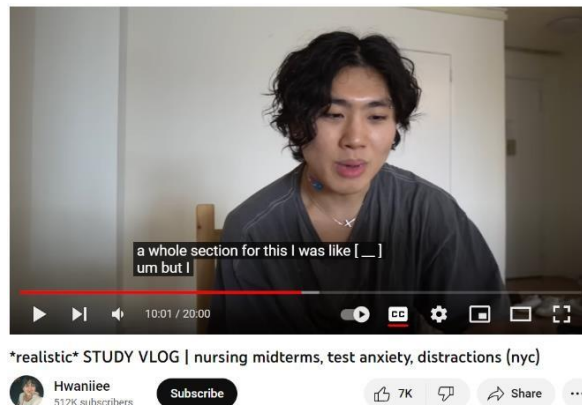 a whole section for this I was like [ __ ]
um but I
10:01 / 20:00
CC
*realistic* STUDY VLOG | nursing midterms, test anxiety, distractions (nyc)
Hwaniiee
512K subscribers
Subscribe
7K
Share